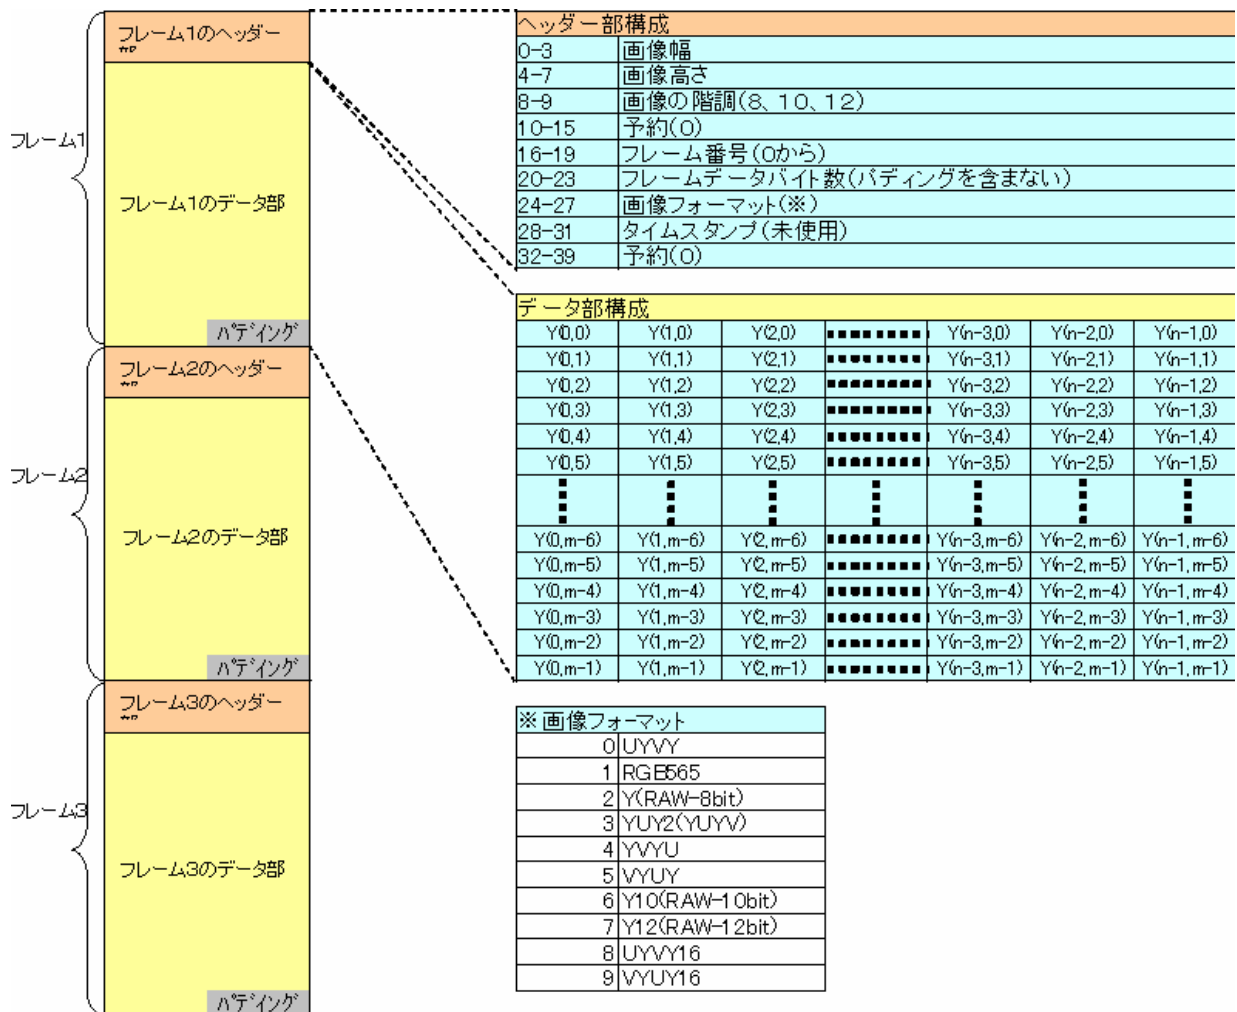 フレーム1
フレーム1のヘッダー
部
フレーム1のデータ部
パディング
フレーム2
フレーム2のヘッダー
部
フレーム2のデータ部
パディング
フレーム3
フレーム3のヘッダー
部
フレーム3のデータ部
パディング
ヘッダー部構成
0-3 画像幅
4-7 画像高さ
8-9 画像の階調(8、10、12)
10-15 予約(0)
16-19 フレーム番号(0から)
20-23 フレームデータバイト数(パディングを含まない)
24-27 画像フォーマット(※)
28-31 タイムスタンプ(未使用)
32-39 予約(0)
データ部構成
Y(0,0) Y(1,0) Y(2,0) Y(n-3,0) Y(n-2,0) Y(n-1,0)
Y(0,1) Y(1,1) Y(2,1) Y(n-3,1) Y(n-2,1) Y(n-1,1)
Y(0,2) Y(1,2) Y(2,2) Y(n-3,2) Y(n-2,2) Y(n-1,2)
Y(0,3) Y(1,3) Y(2,3) Y(n-3,3) Y(n-2,3) Y(n-1,3)
Y(0,4) Y(1,4) Y(2,4) Y(n-3,4) Y(n-2,4) Y(n-1,4)
Y(0,5) Y(1,5) Y(2,5) Y(n-3,5) Y(n-2,5) Y(n-1,5)
Y(0,m-6) Y(1,m-6) Y(2,m-6) Y(n-3,m-6) Y(n-2,m-6) Y(n-1,m-6)
Y(0,m-5) Y(1,m-5) Y(2,m-5) Y(n-3,m-5) Y(n-2,m-5) Y(n-1,m-5)
Y(0,m-4) Y(1,m-4) Y(2,m-4) Y(n-3,m-4) Y(n-2,m-4) Y(n-1,m-4)
Y(0,m-3) Y(1,m-3) Y(2,m-3) Y(n-3,m-3) Y(n-2,m-3) Y(n-1,m-3)
Y(0,m-2) Y(1,m-2) Y(2,m-2) Y(n-3,m-2) Y(n-2,m-2) Y(n-1,m-2)
Y(0,m-1) Y(1,m-1) Y(2,m-1) Y(n-3,m-1) Y(n-2,m-1) Y(n-1,m-1)
※画像フォーマット
0 UYVY
1 RGB565
2 Y(RAW-8bit)
3 YUY2(YUYV)
4 YVYU
5 VYUY
6 Y10(RAW-10bit)
7 Y12(RAW-12bit)
8 UYVY16
9 VYUY16